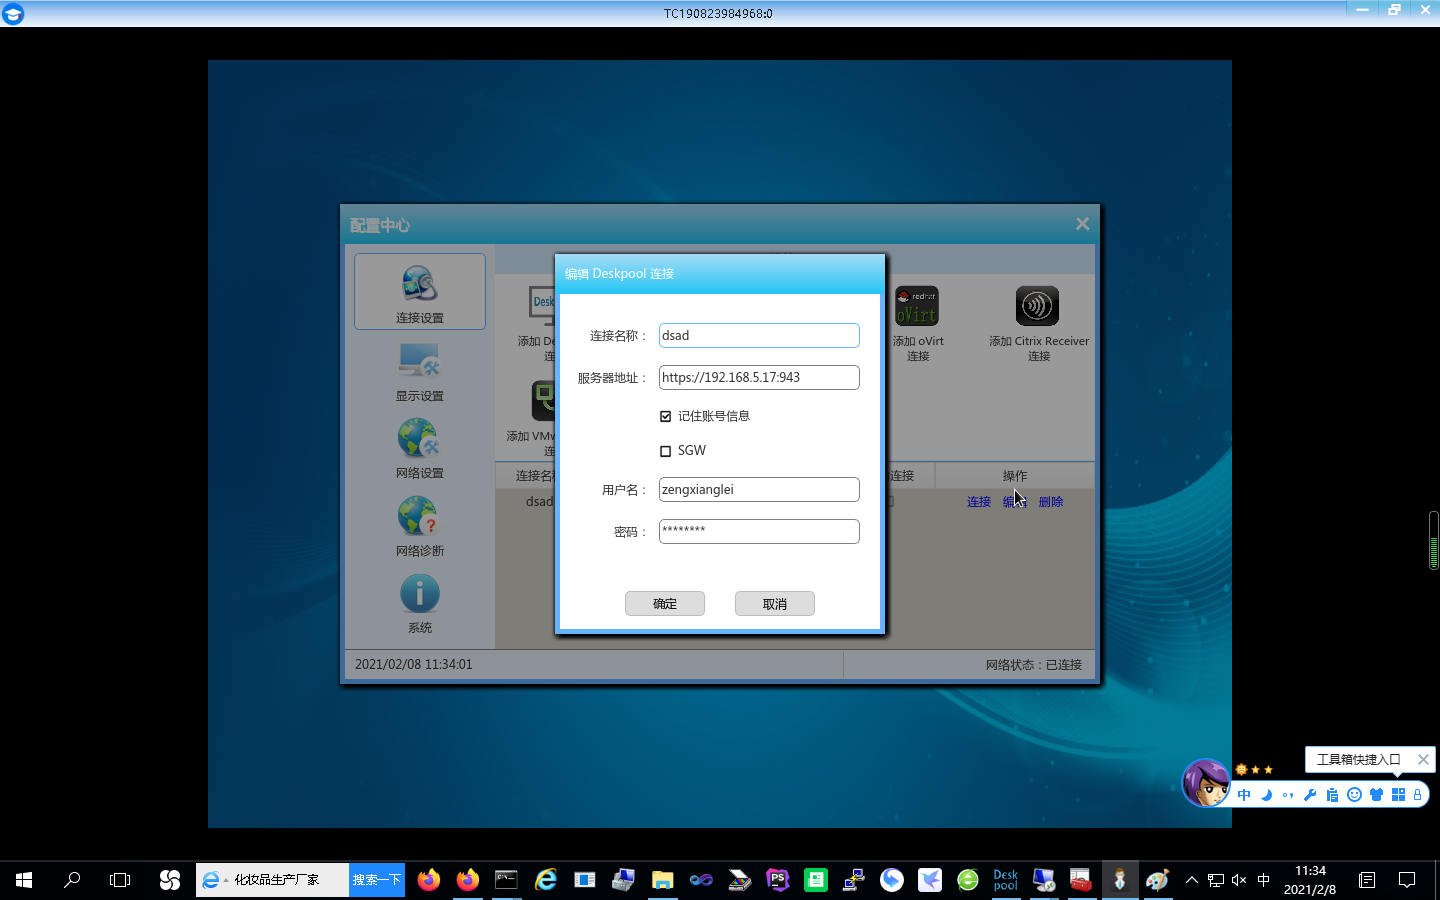 TC190823984968:0
配置中心
编辑 Deskpool 连接
连接设置
显示设置
网络设置
网络诊断
系统
Desk
添加 De
连
添加 VMw
连
redhat
oVirt
添加 oVirt
连接
添加 Citrix Receiver
连接
连接名称：
dsad
服务器地址：
https://192.168.5.17:943
记住账号信息
SGW
用户名：
zengxianglei
密码：
********
确定
取消
连接名称
连接
操作
dsad
连接
编辑
删除
2021/02/08 11:34:01
网络状态：已连接
工具箱快捷入口
中
化妆品生产厂家
搜索一下
PS
Desk
pool
中
11:34
2021/2/8